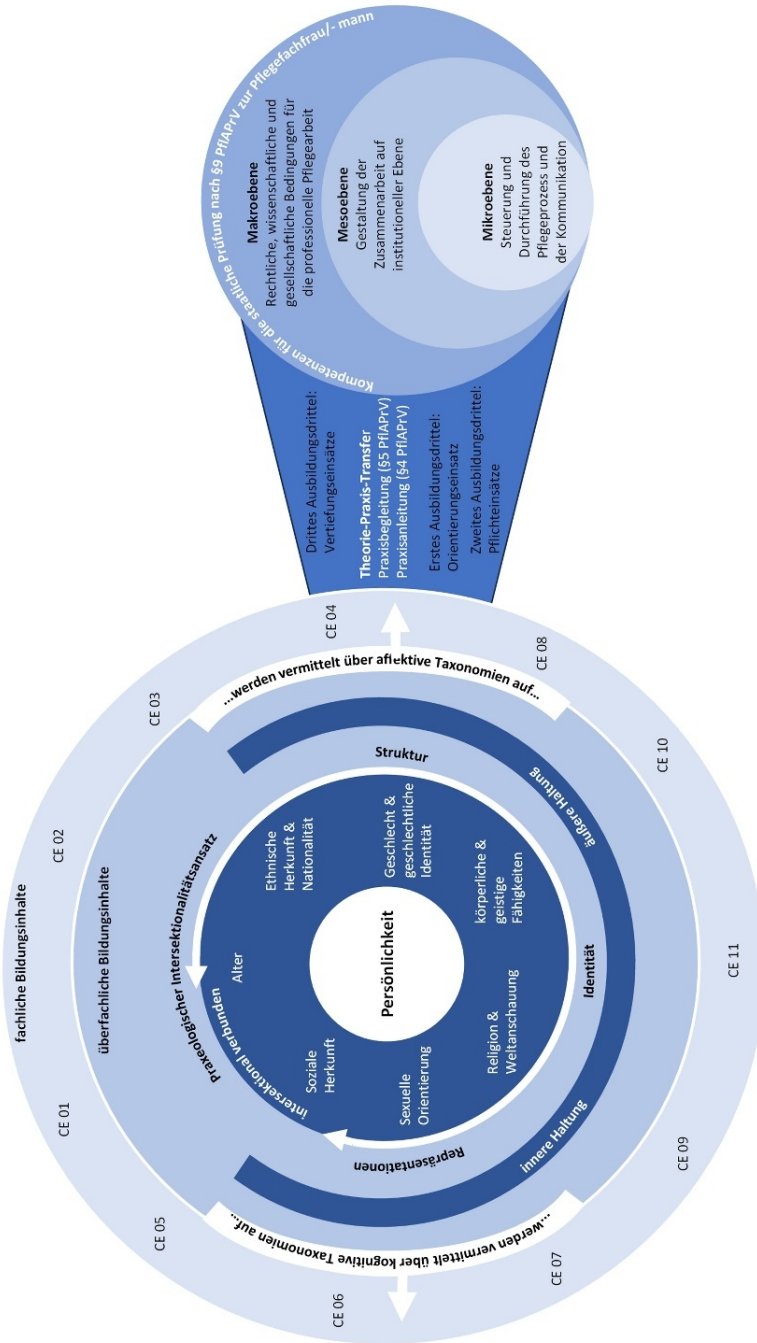 fachliche Bildungsinhalte
CE 01
CE 02
CE 03
CE 04
CE 05
CE 06
CE 07
CE 08
CE 09
CE 10
CE 11
überfachliche Bildungsinhalte
...werden vermittelt über kognitive Taxonomien auf...
...werden vermittelt über affektive Taxonomien auf...
Praxeologischer Intersektionalitätsansatz
Repräsentationen
Struktur
Identität
innere Haltung
äußere Haltung
intersektional verbunden
Alter
Ethnische
Herkunft &
Nationalität
Soziale
Herkunft
Geschlecht &
geschlechtliche
Identität
Persönlichkeit
Sexuelle
Orientierung
körperliche &
geistige
Fähigkeiten
Religion &
Weltanschauung
Drittes Ausbildungsdrittel:
Vertiefungseinsätze
Theorie-Praxis-Transfer
Praxisbegleitung (§5 PflAPrV)
Praxisanleitung (§4 PflAPrV)
Erstes Ausbildungsdrittel:
Orientierungseinsatz
Zweites Ausbildungsdrittel:
Pflichteinsätze
Kompetenzen für die staatliche Prüfung nach §9 PflAPrV zur Pflegefachfrau/- mann
Makroebene
Rechtliche, wissenschaftliche und
gesellschaftliche Bedingungen für
die professionelle Pflegearbeit
Mesoebene
Gestaltung der
Zusammenarbeit auf
institutioneller Ebene
Mikroebene
Steuerung und
Durchführung des
Pflegeprozess und
der Kommunikation